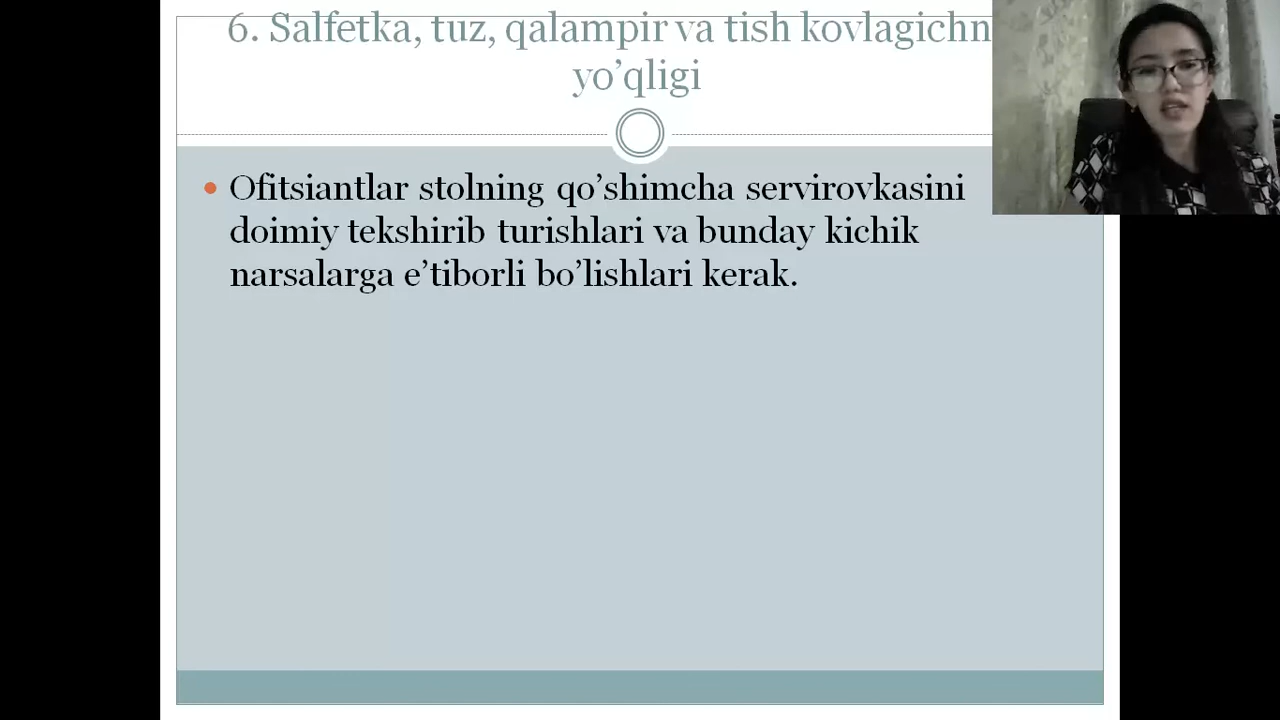 6. Salfetka, tuz, qalampir va tish
yo’qligi
Ofitsiantlar stolning qo’shimcha servirovkasini
doimiy tekshirib turishlari va bunday kichik
narsalarga e’tiborli bo’lishlari kerak.